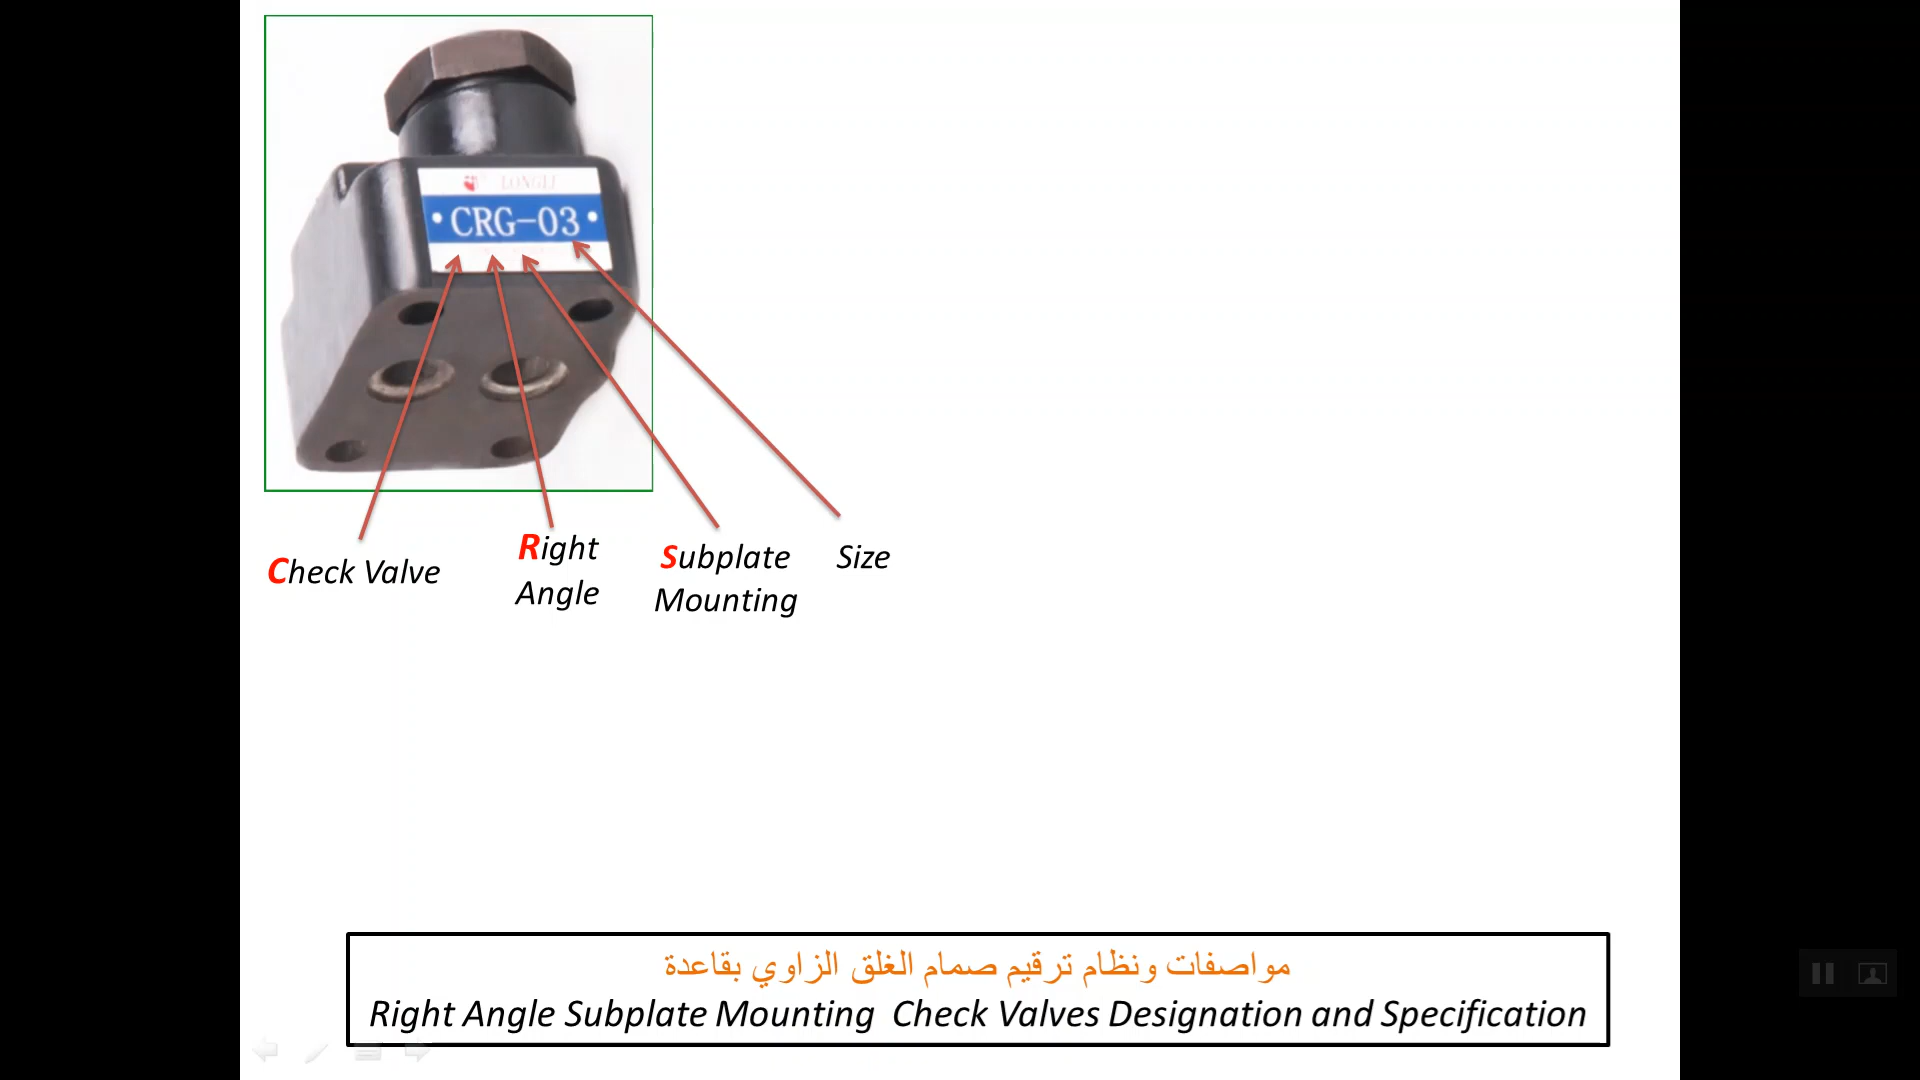 LONGLI
CRG-03
Check Valve
Right
Angle
Subplate
Mounting
Size
مواصفات ونظام ترقيم صمام الغلق الزاوي بقاعدة
Right Angle Subplate Mounting Check Valves Designation and Specification